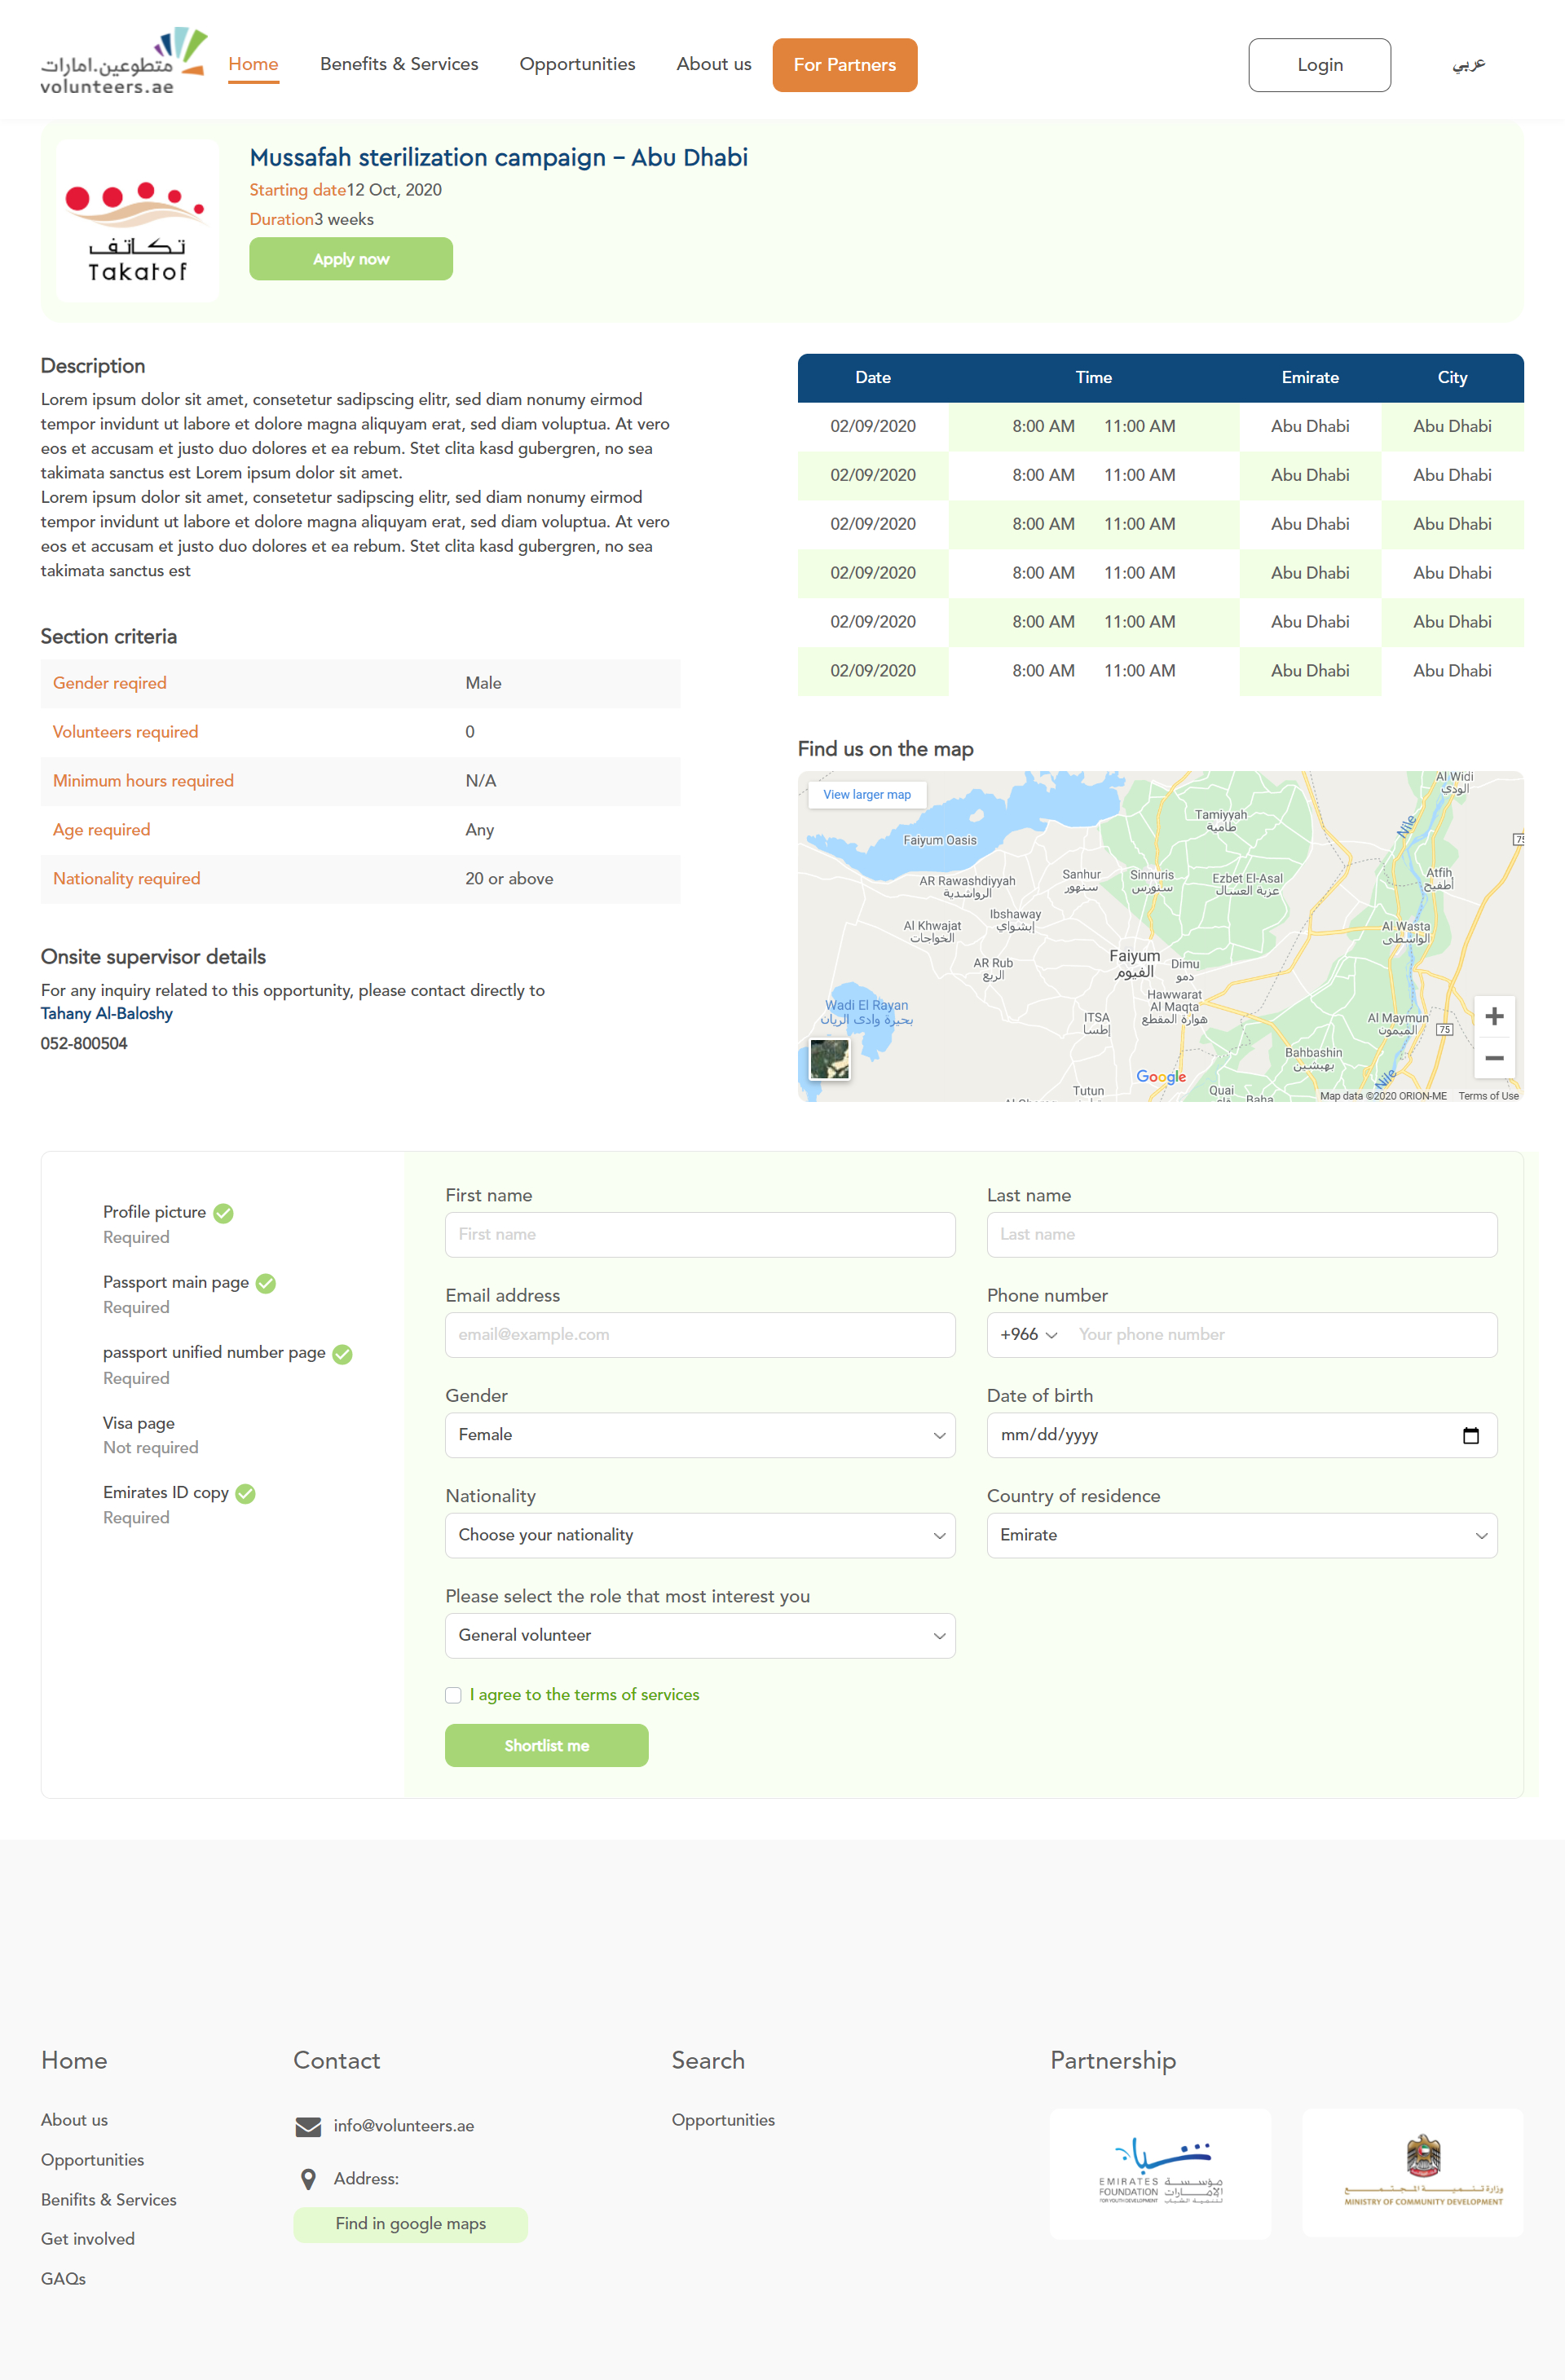 متطوعين.امارات
volunteers.ae
Home
Benefits & Services
Opportunities
About us
For Partners
Login
عربي
تكاتف
Takatof
Mussafah sterilization campaign – Abu Dhabi
Starting date12 Oct, 2020
Duration3 weeks
Apply now
Description
Lorem ipsum dolor sit amet, consetetur sadipscing elitr, sed diam nonumy eirmod
tempor invidunt ut labore et dolore magna aliquyam erat, sed diam voluptua. At vero
eos et accusam et justo duo dolores et ea rebum. Stet clita kasd gubergren, no sea
takimata sanctus est Lorem ipsum dolor sit amet.
Lorem ipsum dolor sit amet, consetetur sadipscing elitr, sed diam nonumy eirmod
tempor invidunt ut labore et dolore magna aliquyam erat, sed diam voluptua. At vero
eos et accusam et justo duo dolores et ea rebum. Stet clita kasd gubergren, no sea
takimata sanctus est
Section criteria
Gender reqired Male
Volunteers required 0
Minimum hours required N/A
Age required Any
Nationality required 20 or above
Onsite supervisor details
For any inquiry related to this opportunity, please contact directly to
Tahany Al-Baloshy
052-800504
Date Time Emirate City
02/09/2020 8:00 AM 11:00 AM Abu Dhabi Abu Dhabi
02/09/2020 8:00 AM 11:00 AM Abu Dhabi Abu Dhabi
02/09/2020 8:00 AM 11:00 AM Abu Dhabi Abu Dhabi
02/09/2020 8:00 AM 11:00 AM Abu Dhabi Abu Dhabi
02/09/2020 8:00 AM 11:00 AM Abu Dhabi Abu Dhabi
02/09/2020 8:00 AM 11:00 AM Abu Dhabi Abu Dhabi
Find us on the map
View larger map
Al Widi
الودي
Tamiyyah
طامية
Nile
Faiyum Oasis
AR Rawashdiyyah
الرواشدية
Sanhur
سنهور
Sinnuris
سنورس
Ezbet El-Asal
عزبة العسال
Atfih
أطفيح
Al Khwajat
الخواجات
Ibshaway
إبشواي
Al Wasta
الواسطى
AR Rub
الربع
Faiyum
الفيوم
Dimu
دمو
Wadi El Rayan
بحيرة وادى الريان
Hawwarat
Al Maqta
هوارة المقطع
ITSA
إطسا
Al Maymun
الميمون
75
Bahbashin
بهبشين
Nile
Google
Tutun
Quai
Baha
Map data ©2020 ORION-ME Terms of Use
Profile picture
Required
Passport main page
Required
passport unified number page
Required
Visa page
Not required
Emirates ID copy
Required
First name
First name
Last name
Last name
Email address
email@example.com
Phone number
+966 Your phone number
Gender
Female
Date of birth
mm/dd/yyyy
Nationality
Choose your nationality
Country of residence
Emirate
Please select the role that most interest you
General volunteer
I agree to the terms of services
Shortlist me
Home
About us
Opportunities
Benifits & Services
Get involved
GAQs
Contact
info@volunteers.ae
Address:
Find in google maps
Search
Opportunities
Partnership
EMIRATES
FOUNDATION
FOR YOUTH DEVELOPMENT
مؤسسة
الإمارات
لتنمية الشباب
وزارة تنمية المجتمع
MINISTRY OF COMMUNITY DEVELOPMENT